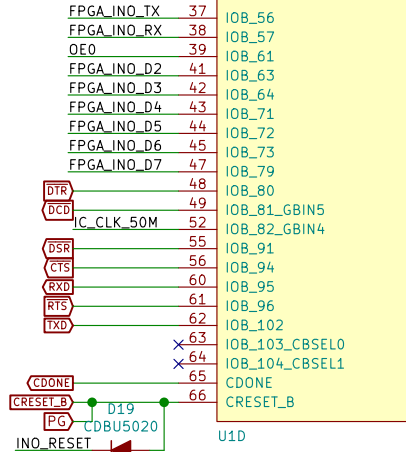 FPGA_INO_TX 37 IOB_56
FPGA_INO_RX 38 IOB_57
OE0 39 IOB_61
FPGA_INO_D2 41 IOB_63
FPGA_INO_D3 42 IOB_64
FPGA_INO_D4 43 IOB_71
FPGA_INO_D5 44 IOB_72
FPGA_INO_D6 45 IOB_73
FPGA_INO_D7 47 IOB_79
DTR 48 IOB_80
DCD 49 IOB_81_GBIN5
IC_CLK_50M 52 IOB_82_GBIN4
DSR 55 IOB_91
CTS 56 IOB_94
RXD 60 IOB_95
RTS 61 IOB_96
TXD 62 IOB_102
63 IOB_103_CBSEL0
64 IOB_104_CBSEL1
CDONE 65 CDONE
CRESET_B 66 CRESET_B
D19
PG CDBU5020
U1D
INO_RESET